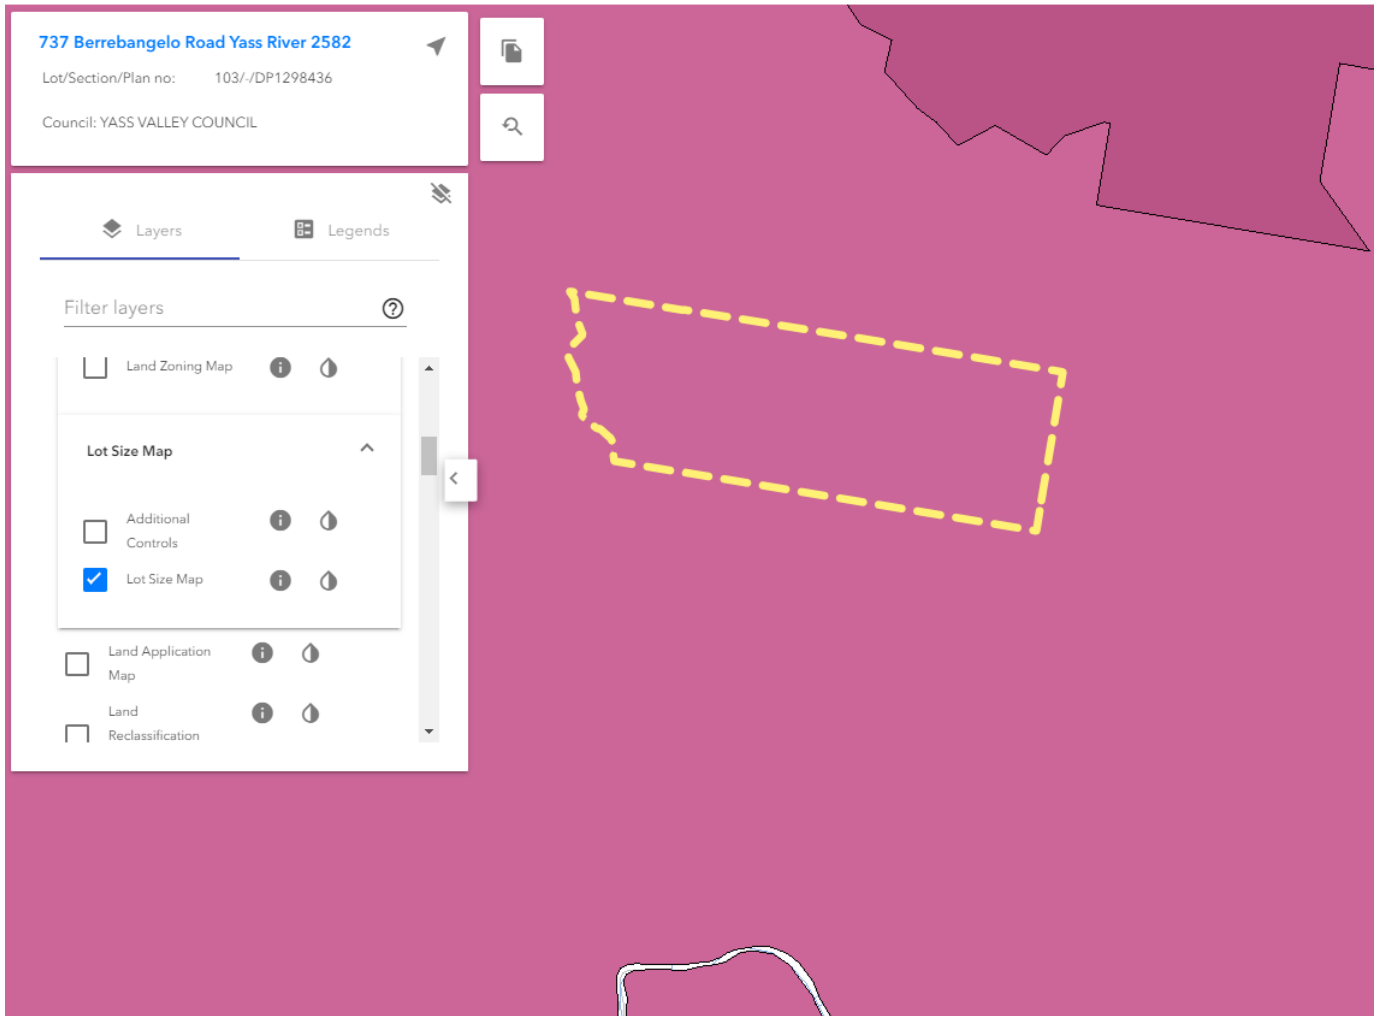 737 Berrebangelo Road Yass River 2582
Lot/Section/Plan no: 103/-/DP1298436
Council: YASS VALLEY COUNCIL
Layers Legends
Filter layers
Land Zoning Map
Lot Size Map
Additional
Controls
Lot Size Map
Land Application
Map
Land
Reclassification